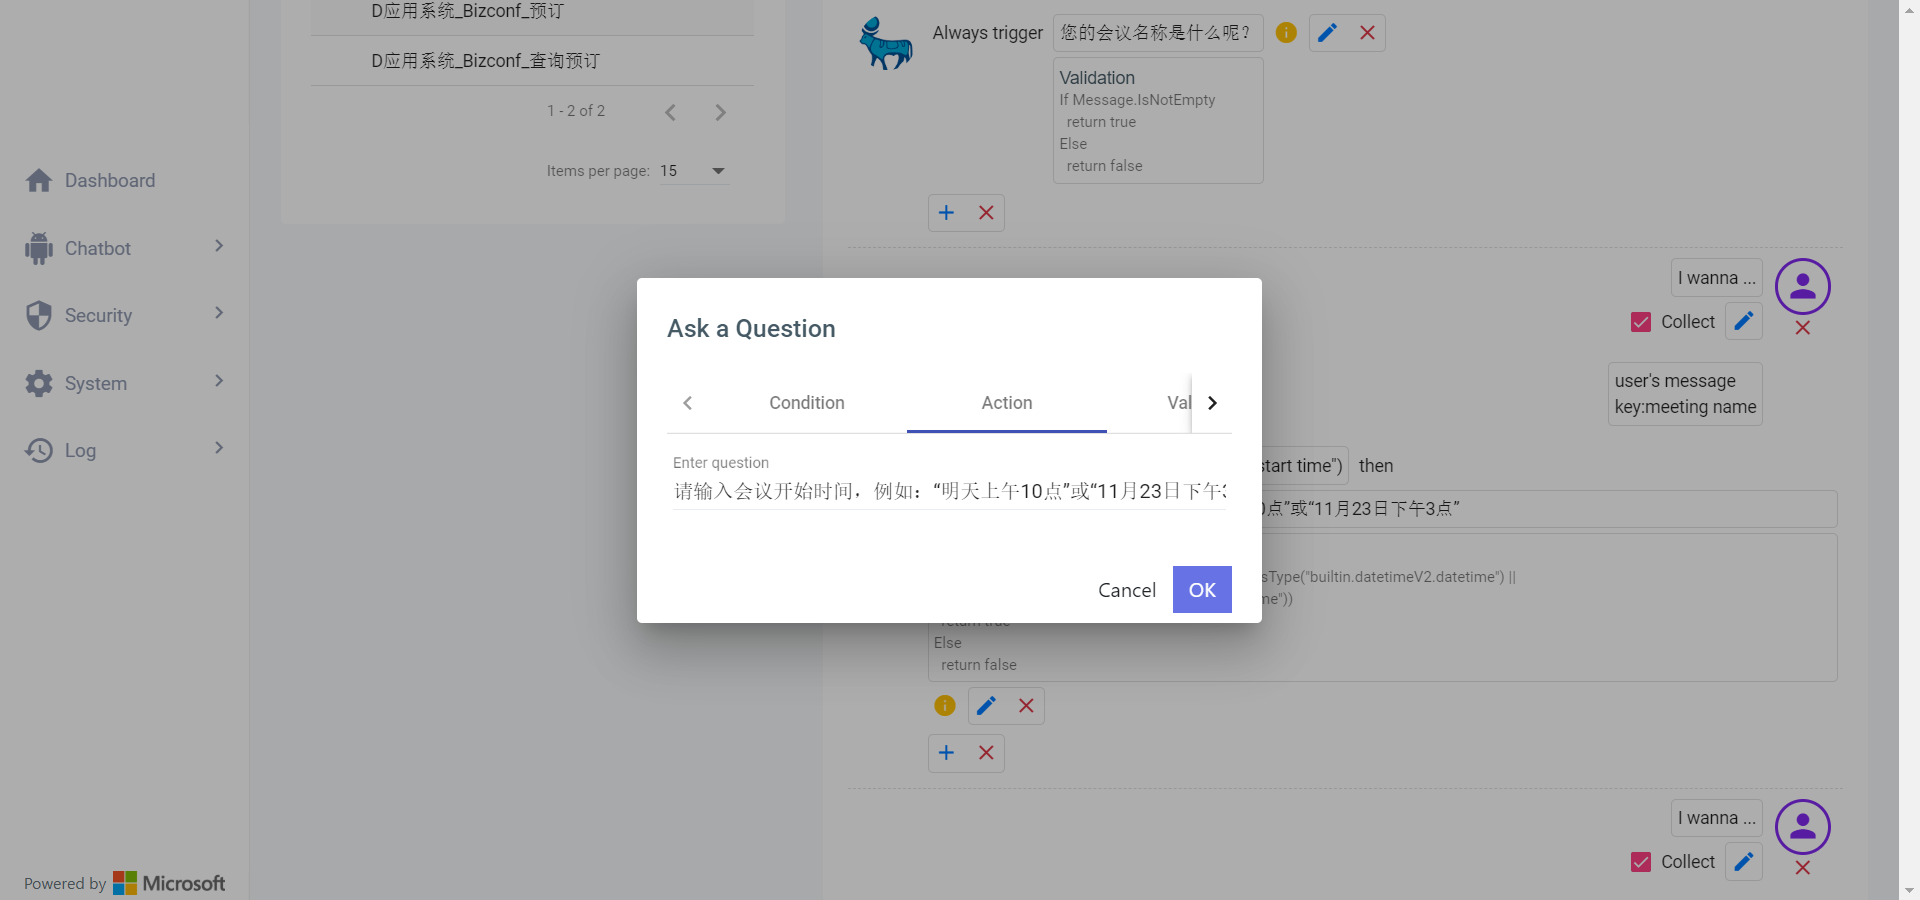 D应用系统_Bizconf_预订
D应用系统_Bizconf_查询预订
1 - 2 of 2
Items per page: 15
Dashboard
Chatbot
Security
System
Log
Powered by Microsoft
Always trigger
您的会议名称是什么呢？
Validation
If Message.IsNotEmpty
return true
Else
return false
I wanna ...
Collect
user's message
key:meeting name
Ask a Question
Condition
Action
Val
Enter question
请输入会议开始时间，例如：“明天上午10点”或“11月23日下午3
Cancel
OK
start time") then
点”或“11月23日下午3点”
sType("builtin.datetimeV2.datetime") ||
me"))
return true
Else
return false
I wanna ...
Collect